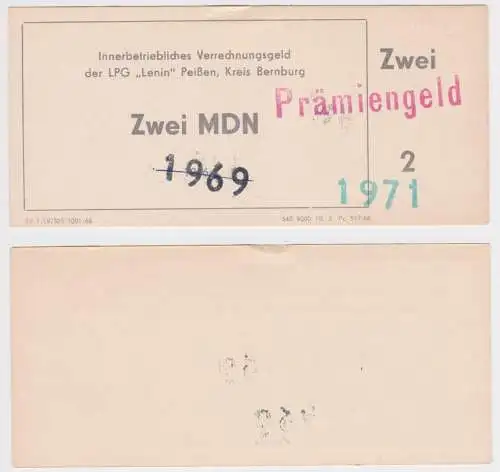 Innerbetriebliches Verrechnungsgeld
der LPG „Lenin" Peißen, Kreis Bernburg
Zwei
Prämiengeld
Zwei MDN
1969
2
1971